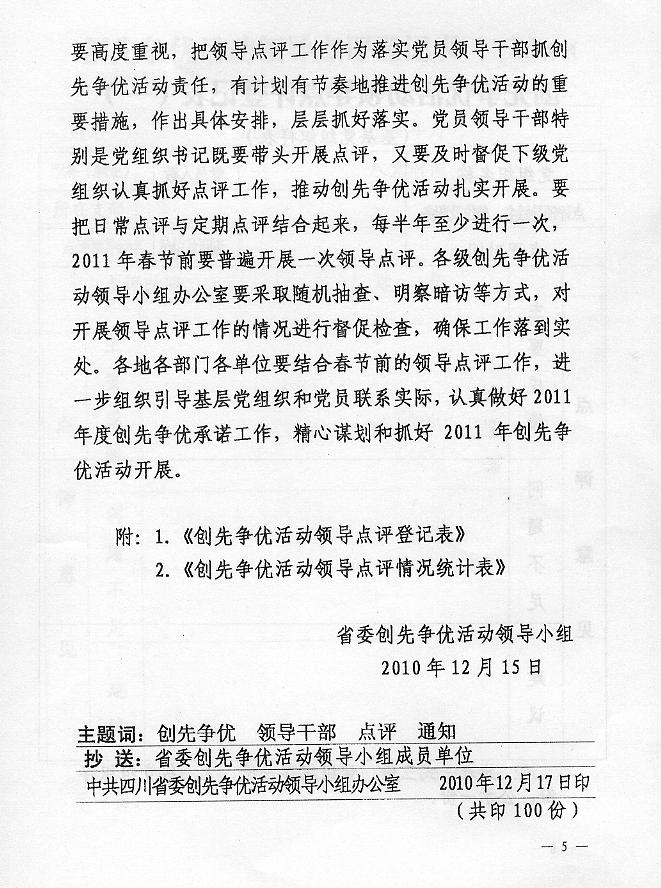 要高度重视，把领导点评工作作为落实党员领导干部抓创
先争优活动责任，有计划有节奏地推进创先争优活动的重
要措施，作出具体安排，层层抓好落实。党员领导干部特
别是党组织书记既要带头开展点评，又要及时督促下级党
组织认真抓好点评工作，推动创先争优活动扎实开展。要
把日常点评与定期点评结合起来，每半年至少进行一次，
2011年春节前要普遍开展一次领导点评。各级创先争优活
动领导小组办公室要采取随机抽查、明察暗访等方式，对
开展领导点评工作的情况进行督促检查，确保工作落到实
处。各地各部门各单位要结合春节前的领导点评工作，进
一步组织引导基层党组织和党员联系实际，认真做好2011
年度创先争优承诺工作，精心谋划和抓好 2011 年创先争
优活动开展。
附：1.《创先争优活动领导点评登记表》
2.《创先争优活动领导点评情况统计表》
省委创先争优活动领导小组
2010年12月15日
主题词：创先争优 领导干部 点评 通知
抄 送：省委创先争优活动领导小组成员单位
中共四川省委创先争优活动领导小组办公室 2010年12月17日印
（共印100份）
— 5 —